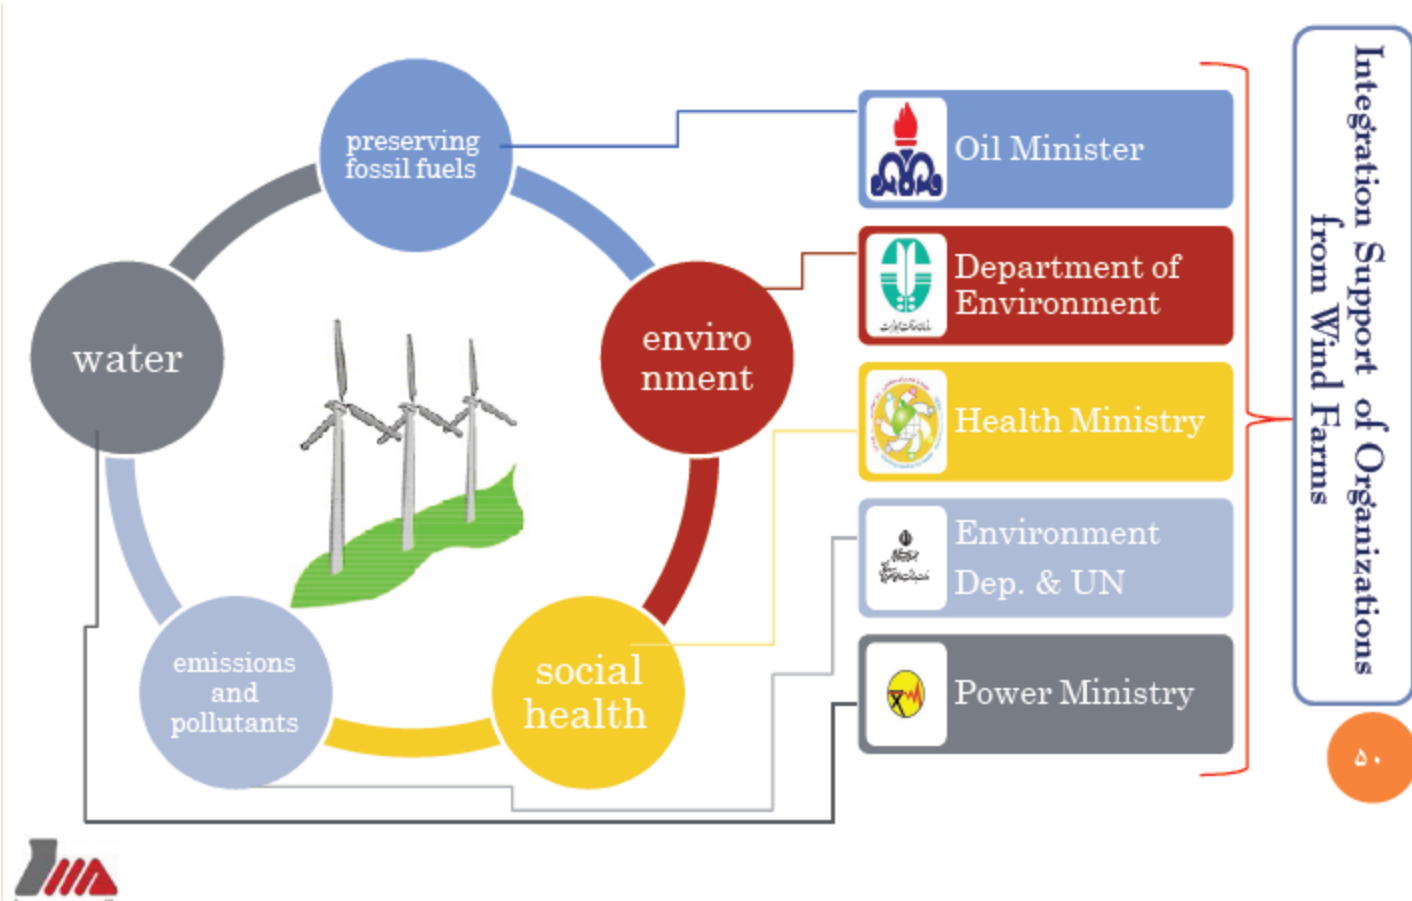 preserving
fossil fuels
water
enviro
nment
emissions
and
pollutants
social
health
Oil Minister
Department of
Environment
Health Ministry
Environment
Dep. & UN
Power Ministry
Integration Support of Organizations
from Wind Farms
۵۰